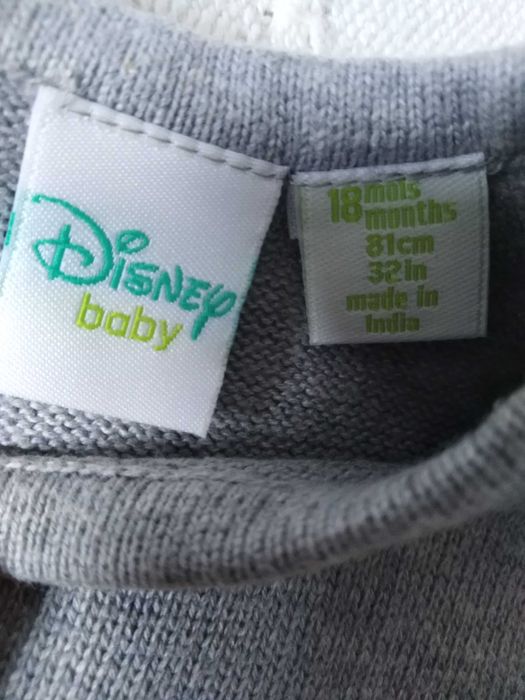 Disney
baby
18 mois
months
81cm
32in
made in
India